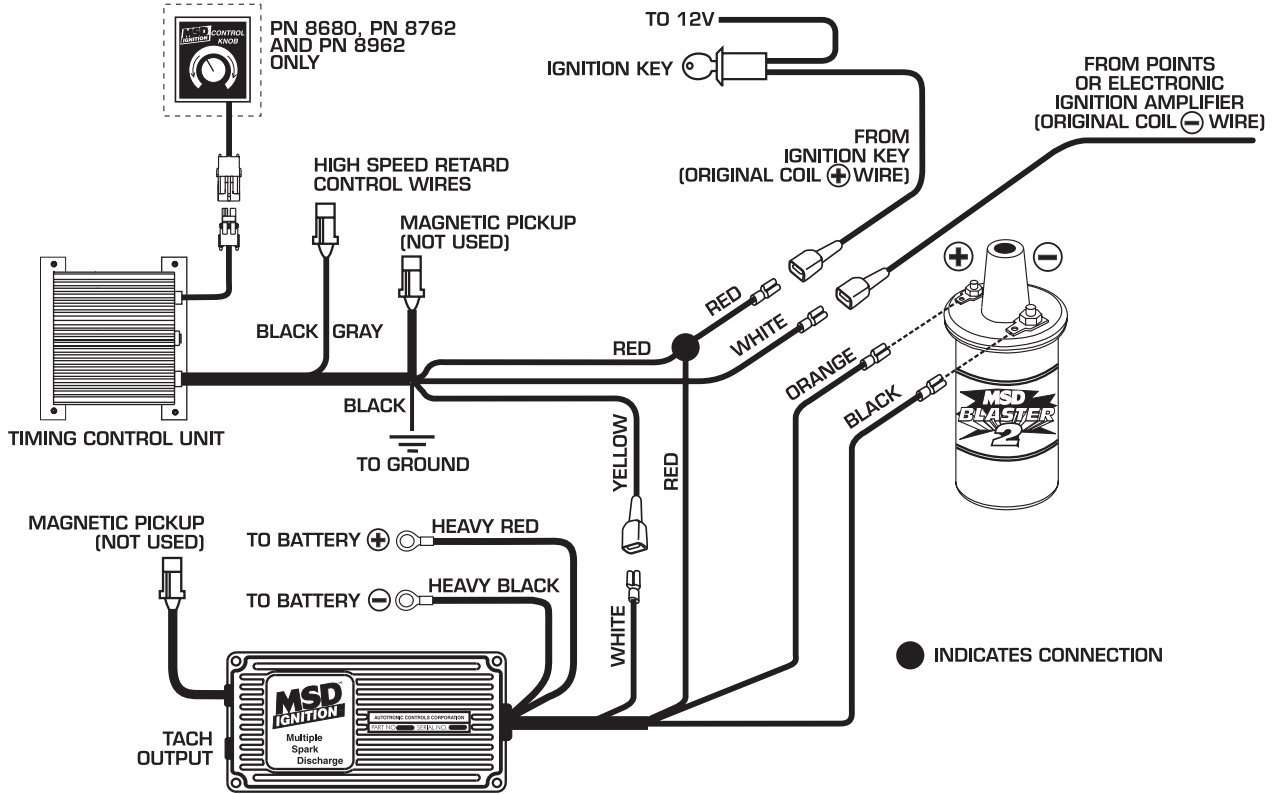 MSD
IGNITION
CONTROL
KNOB
PN 8680, PN 8762
AND PN 8962
ONLY
TO 12V
IGNITION KEY
FROM POINTS
OR ELECTRONIC
IGNITION AMPLIFIER
(ORIGINAL COIL - WIRE)
FROM
IGNITION KEY
(ORIGINAL COIL + WIRE)
HIGH SPEED RETARD
CONTROL WIRES
MAGNETIC PICKUP
(NOT USED)
+
-
RED
WHITE
BLACK
GRAY
RED
ORANGE
BLACK
BLACK
MSD
BLASTER
2
TIMING CONTROL UNIT
TO GROUND
YELLOW
RED
MAGNETIC PICKUP
(NOT USED)
TO BATTERY +
HEAVY RED
TO BATTERY -
HEAVY BLACK
WHITE
INDICATES CONNECTION
MSD
IGNITION
Multiple
Spark
Discharge
AUTOTRONIC CONTROLS CORPORATION
PART NO. SERIAL NO.
TACH
OUTPUT